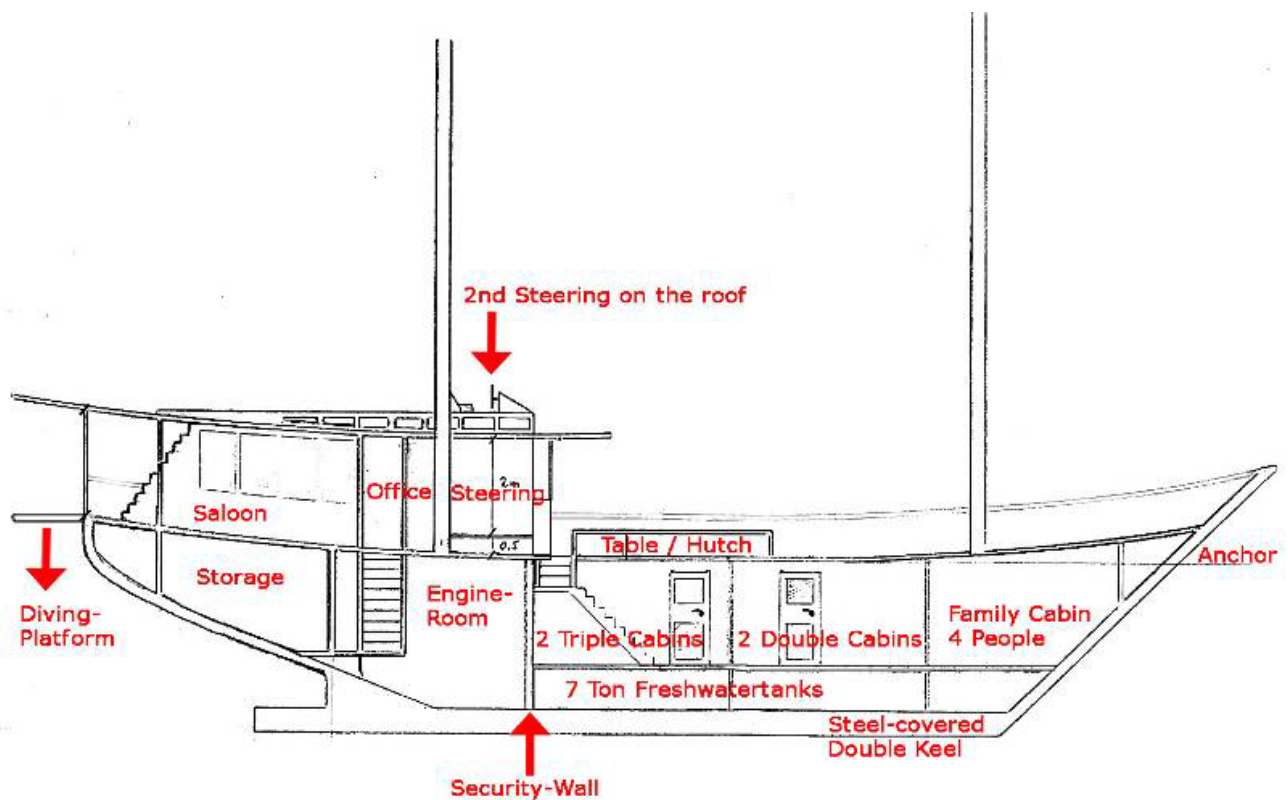 2nd Steering on the roof
2m
Office
Steering
Saloon
0.5
Table / Hutch
Anchor
Storage
Engine-
Room
Diving-
Platform
2 Triple Cabins
2 Double Cabins
Family Cabin
4 People
7 Ton Freshwatertanks
Steel-covered
Double Keel
Security-Wall